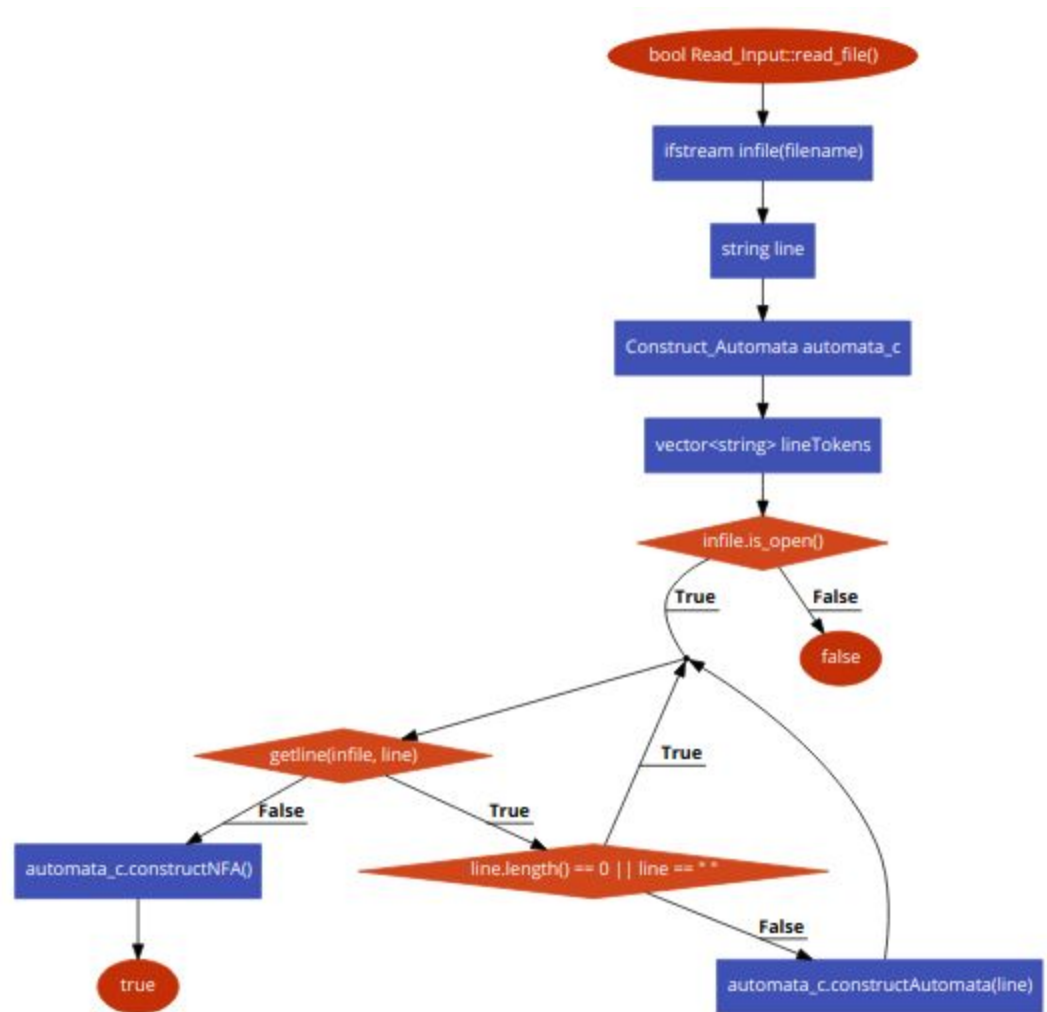 bool Read_Input::read_file()
ifstream infile(filename)
string line
Construct_Automata automata_c
vector<string> lineTokens
infile.is_open()
True
False
false
getline(infile, line)
True
False
True
automata_c.constructNFA()
line.length() == 0 || line == " "
False
true
automata_c.constructAutomata(line)